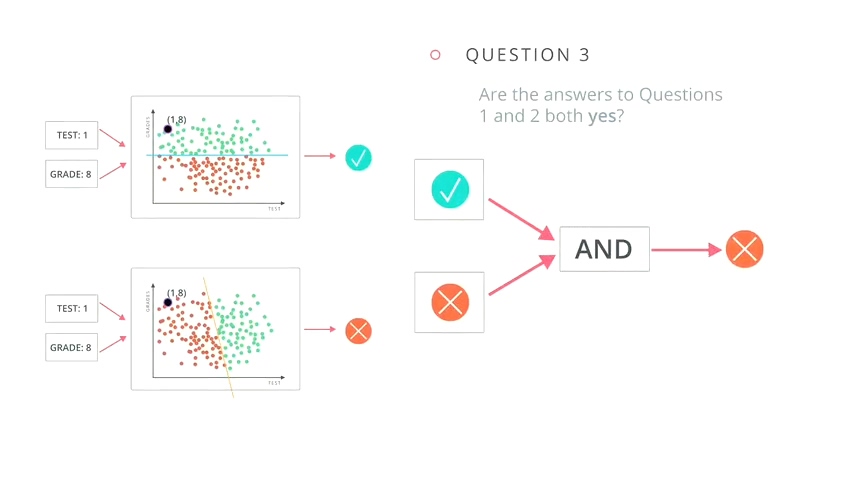 QUESTION 3
Are the answers to Questions
1 and 2 both yes?
TEST: 1
GRADE: 8
GRADES
(1,8)
TEST
TEST: 1
GRADE: 8
GRADES
(1,8)
TEST
AND